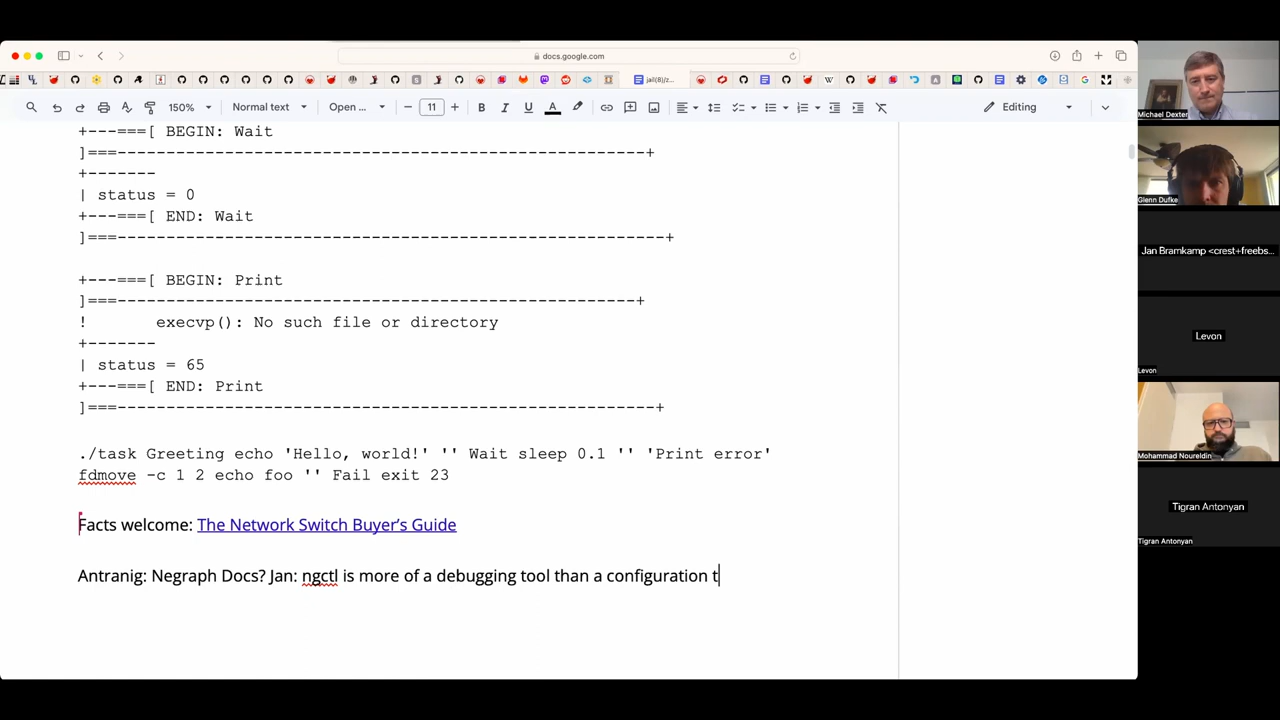 docs.google.com
jail(8)/z...
150%
Normal text
Open ...
11
Editing
+---===[ BEGIN: Wait
]===------------------------------------------------------+
+-------
| status = 0
+---===[ END: Wait
]===--------------------------------------------------------+
+---===[ BEGIN: Print
]===-----------------------------------------------------+
! execvp(): No such file or directory
+-------
| status = 65
+---===[ END: Print
]===-------------------------------------------------------+
./task Greeting echo 'Hello, world!' '' Wait sleep 0.1 '' 'Print error'
fdmove -c 1 2 echo foo '' Fail exit 23
Facts welcome: The Network Switch Buyer’s Guide
Antranig: Negraph Docs? Jan: ngctl is more of a debugging tool than a configuration t
Michael Dexter
Glenn Dufke
Jan Bramkamp <crest+freebs...
Levon
Levon
Mohammad Noureldin
Tigran Antonyan
Tigran Antonyan